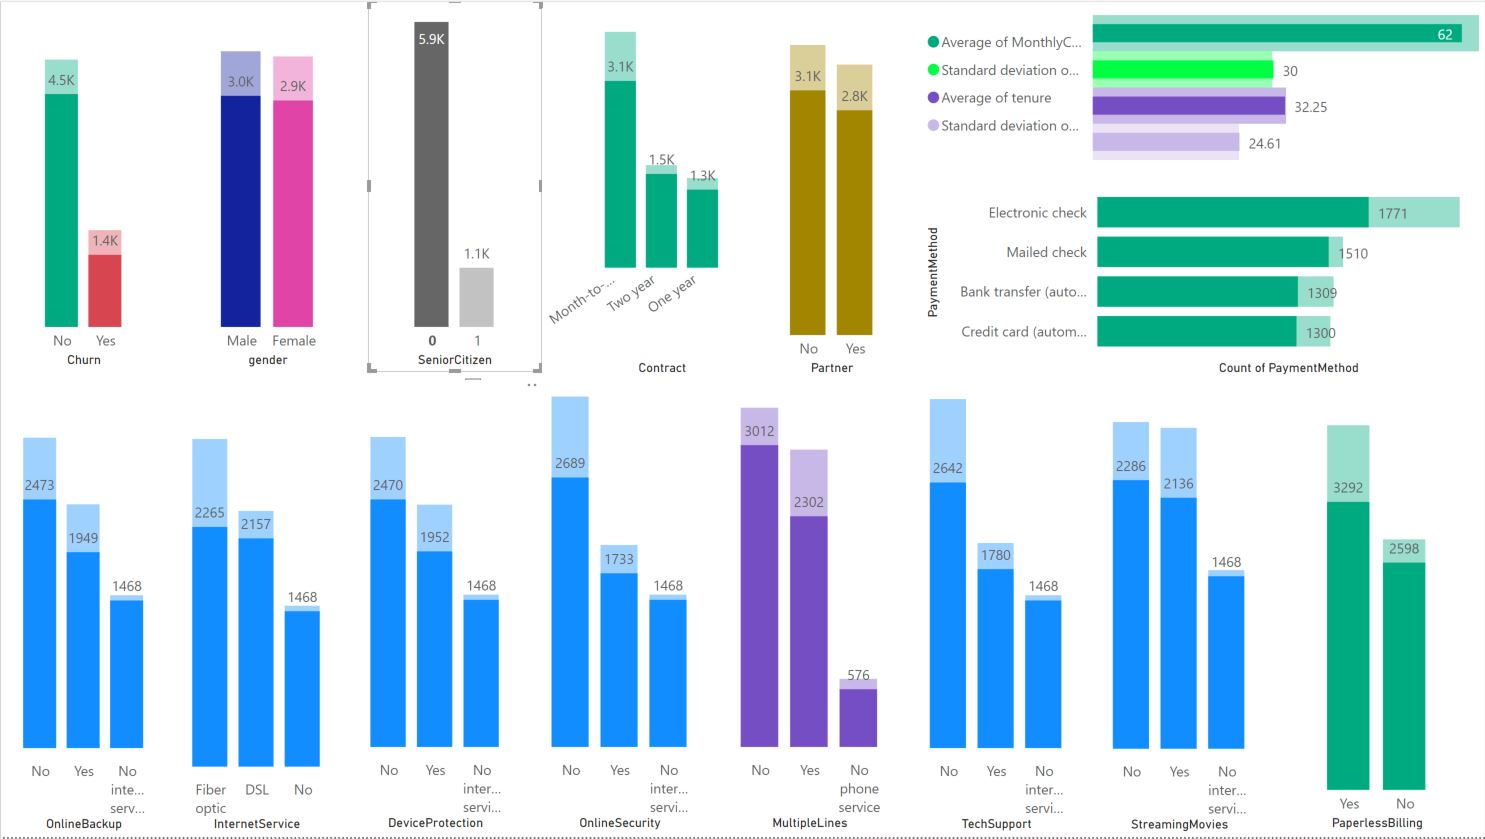 4.5K
1.4K
No Yes
Churn
3.0K
2.9K
Male Female
gender
5.9K
1.1K
0 1
SeniorCitizen
3.1K
1.5K
1.3K
Month-to-...
Two year
One year
Contract
3.1K
2.8K
No Yes
Partner
Average of MonthlyC...
Standard deviation o...
Average of tenure
Standard deviation o...
62
30
32.25
24.61
PaymentMethod
Electronic check 1771
Mailed check 1510
Bank transfer (auto... 1309
Credit card (autom... 1300
Count of PaymentMethod
2473
1949
1468
No Yes No
inte...
serv...
OnlineBackup
2265
2157
1468
Fiber DSL No
optic
InternetService
2470
1952
1468
No Yes No
inter...
servi...
DeviceProtection
2689
1733
1468
No Yes No
inter...
servi...
OnlineSecurity
3012
2302
576
No Yes No
phone
service
MultipleLines
2642
1780
1468
No Yes No
inter...
servi...
TechSupport
2286
2136
1468
No Yes No
inter...
servi...
StreamingMovies
3292
2598
Yes No
PaperlessBilling